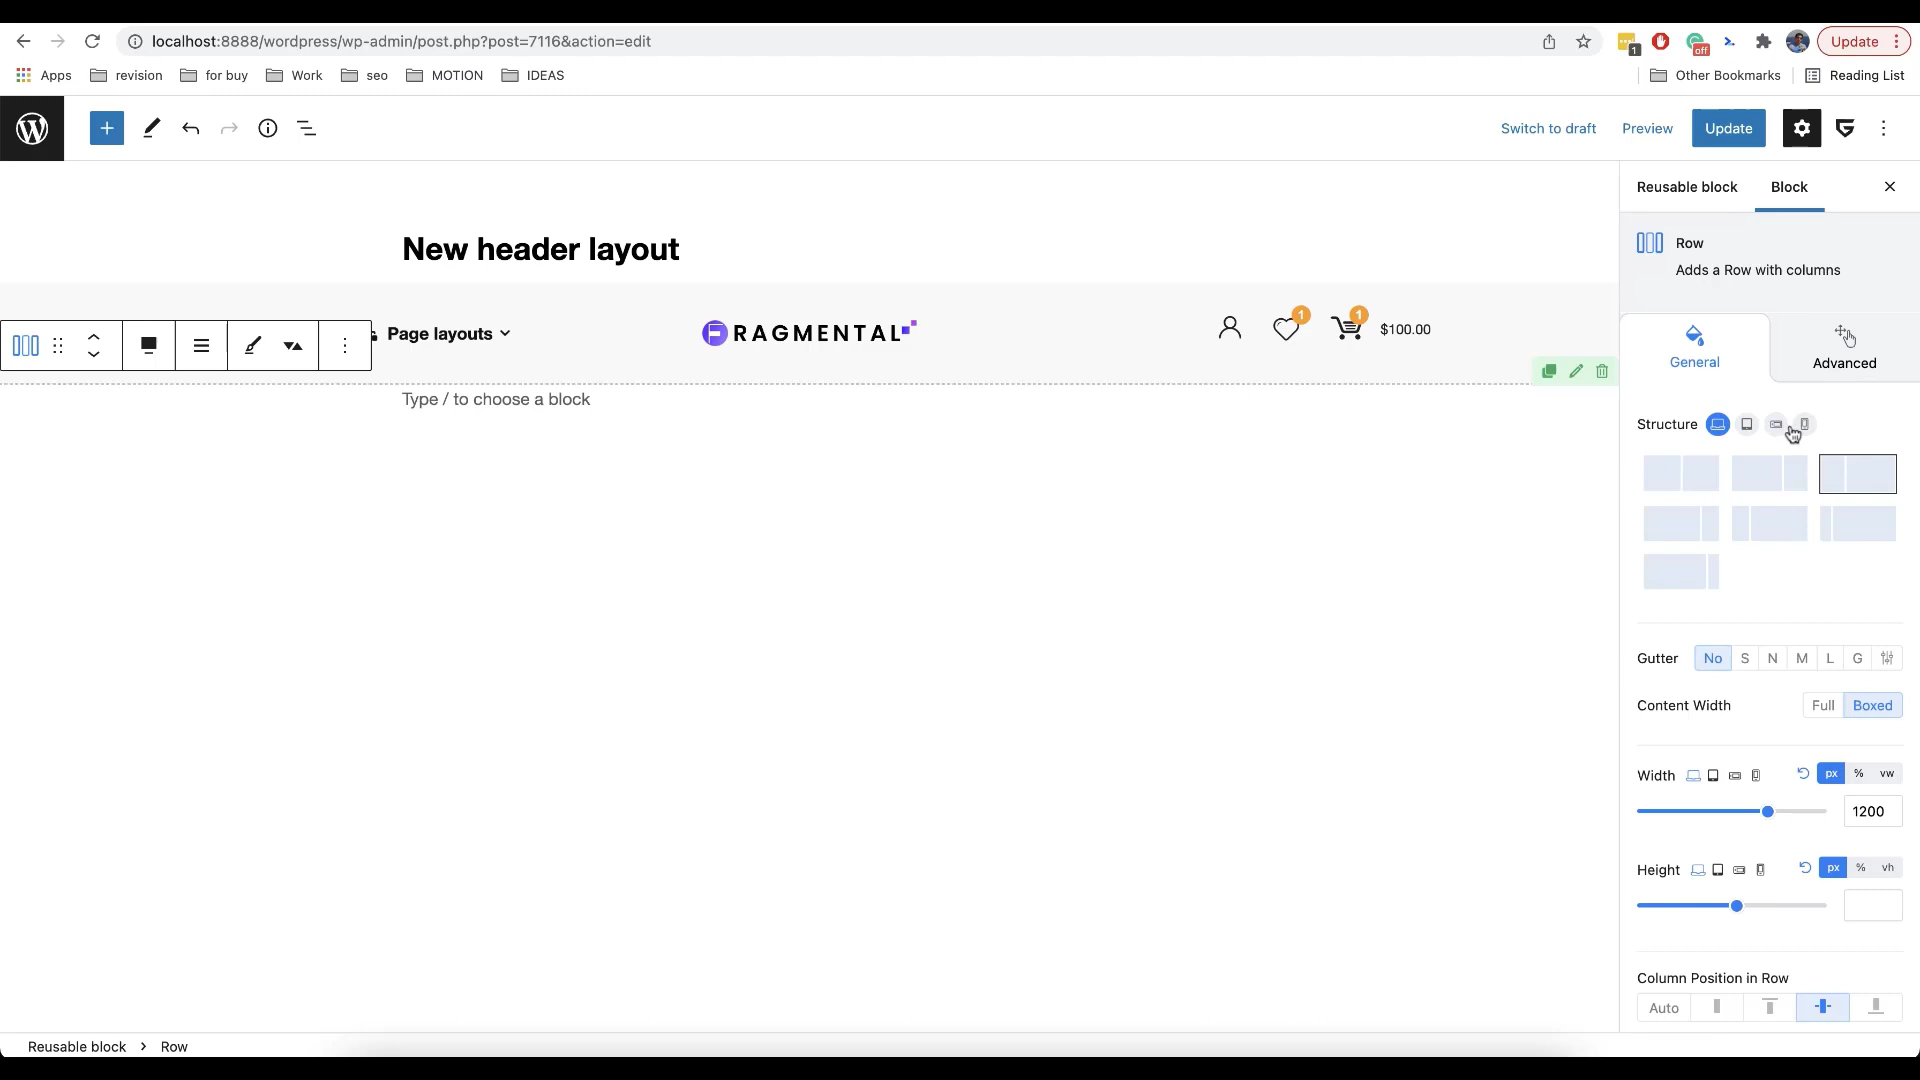 localhost:8888/wordpress/wp-admin/post.php?post=7116&action=edit
1
off
Update
Apps
revision
for buy
Work
seo
MOTION
IDEAS
Other Bookmarks
Reading List
Switch to draft
Preview
Update
Reusable block
Block
New header layout
Row
Adds a Row with columns
Page layouts
FRAGMENTAL
1
1
$100.00
General
Advanced
Type / to choose a block
Structure
Gutter
No
S
N
M
L
G
Content Width
Full
Boxed
Width
px
%
vw
1200
Height
px
%
vh
Column Position in Row
Auto
Reusable block
Row